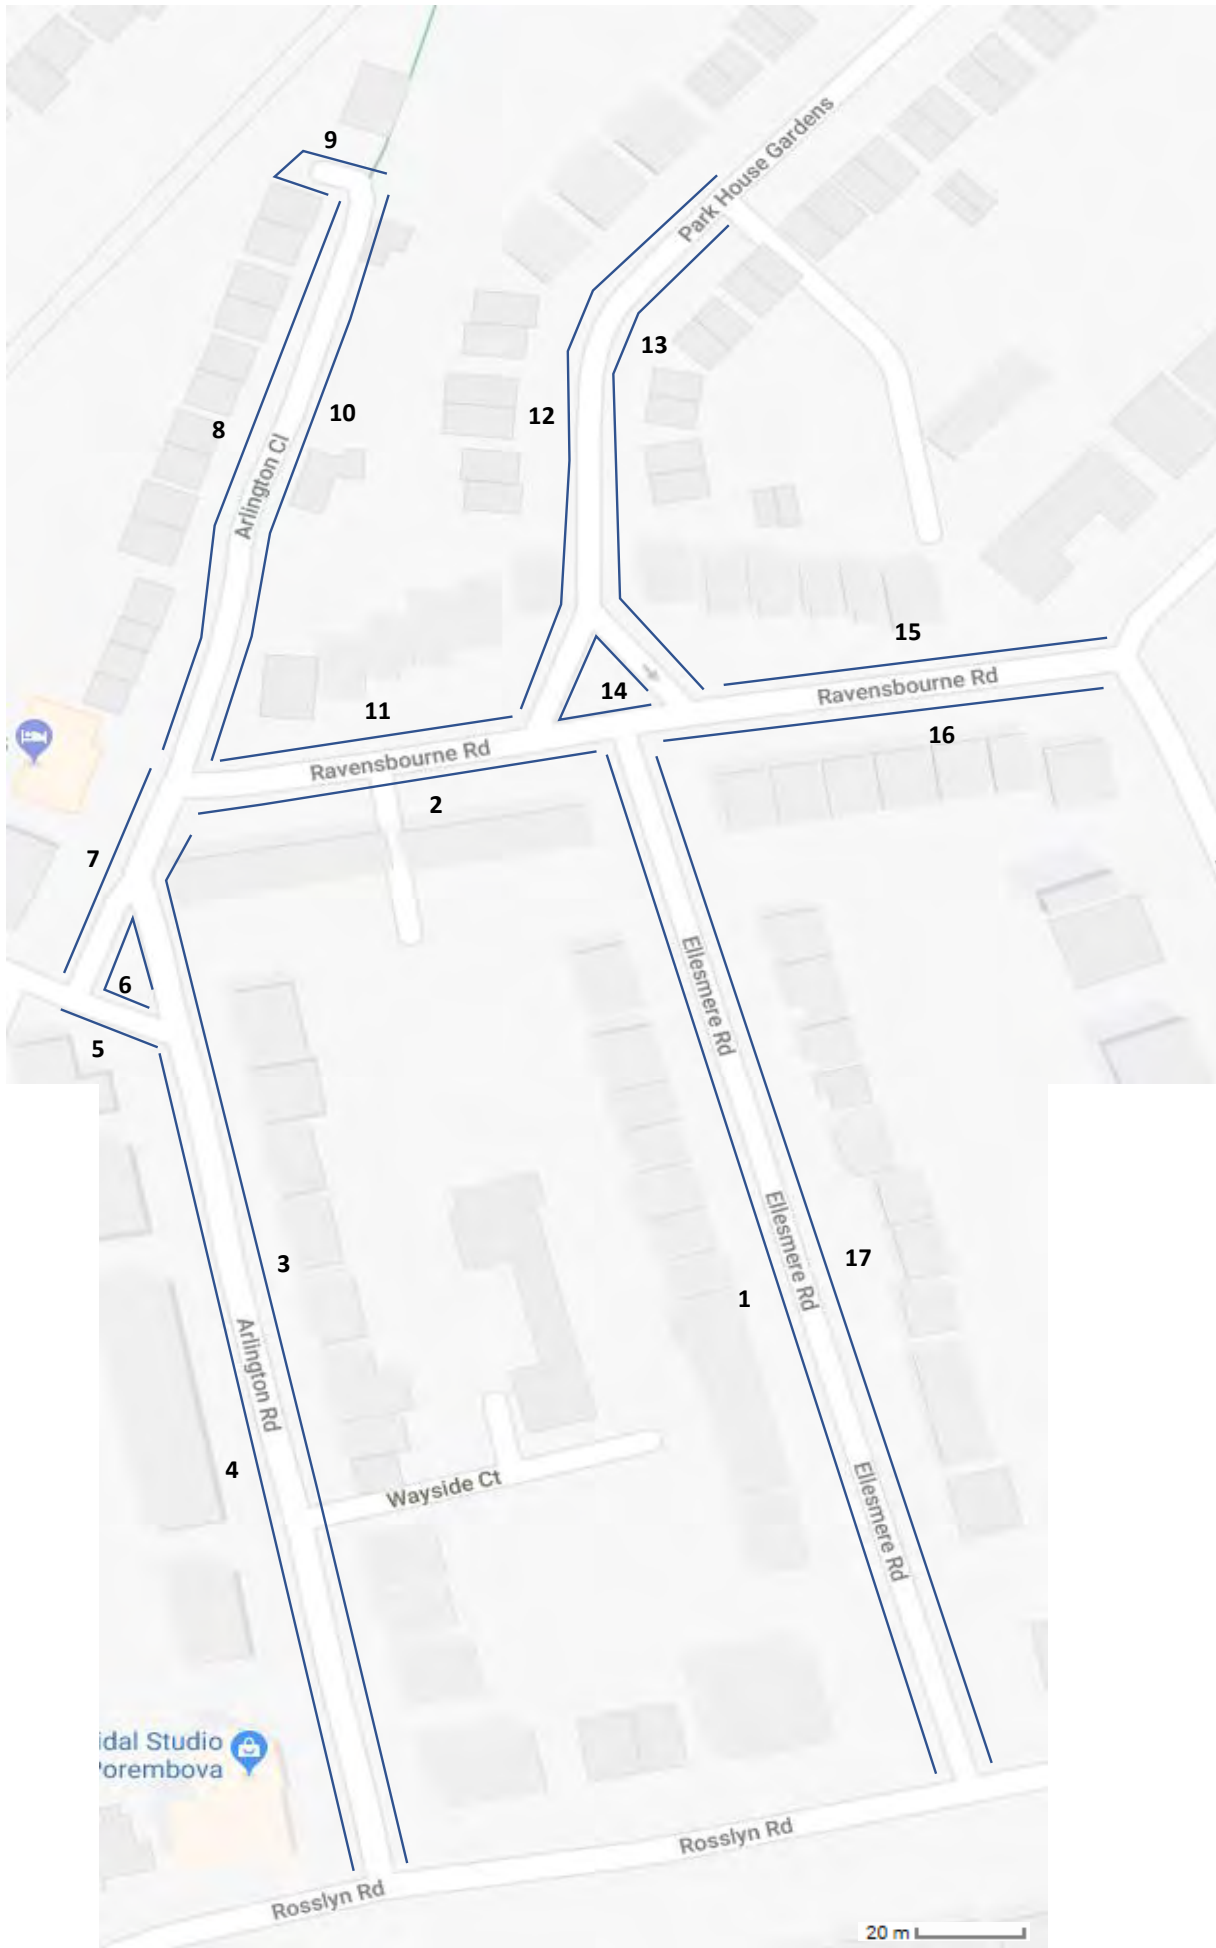 9
Park House Gardens
13
10
12
8
Arlington Cl
15
14
Ravensbourne Rd
11
16
Ravensbourne Rd
2
7
Ellesmere Rd
6
5
3
17
Ellesmere Rd
1
Arlington Rd
4
Wayside Ct
Ellesmere Rd
idal Studio
Porembova
Rosslyn Rd
Rosslyn Rd
20 m